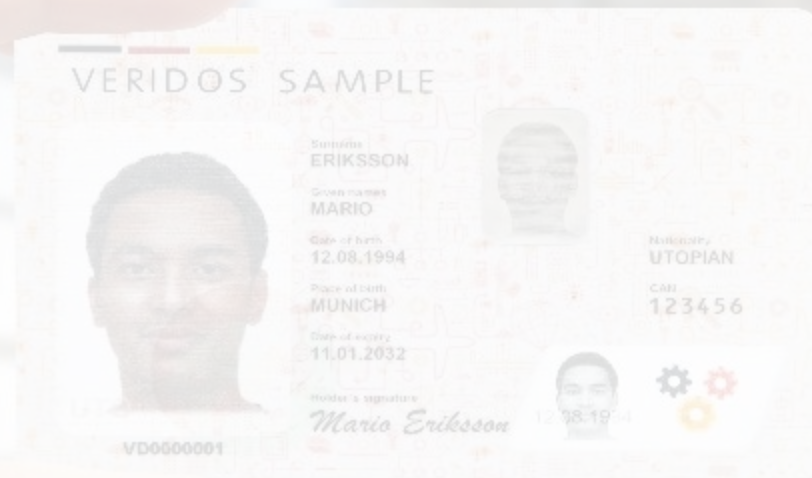 VERIDOS SAMPLE
Surname
ERIKSSON
Given names
MARIO
Date of birth
12.08.1994
Place of birth
MUNICH
Date of expiry
11.01.2032
Holder's signature
Mario Eriksson
VD0000001
Nationality
UTOPIAN
CAN
123456
12 08 1994